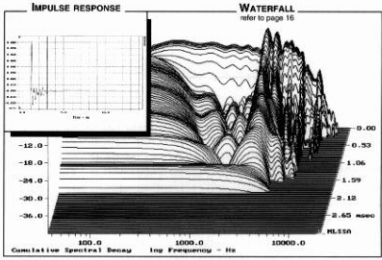 IMPULSE RESPONSE
WATERFALL
refer to page 16
-12.0
-18.0
-24.0
-30.0
-36.0
0.00
0.53
1.06
1.59
2.12
2.65 msec
MLSSA
100.0
1000.0
10000.0
Cumulative Spectral Decay log Frequency - Hz